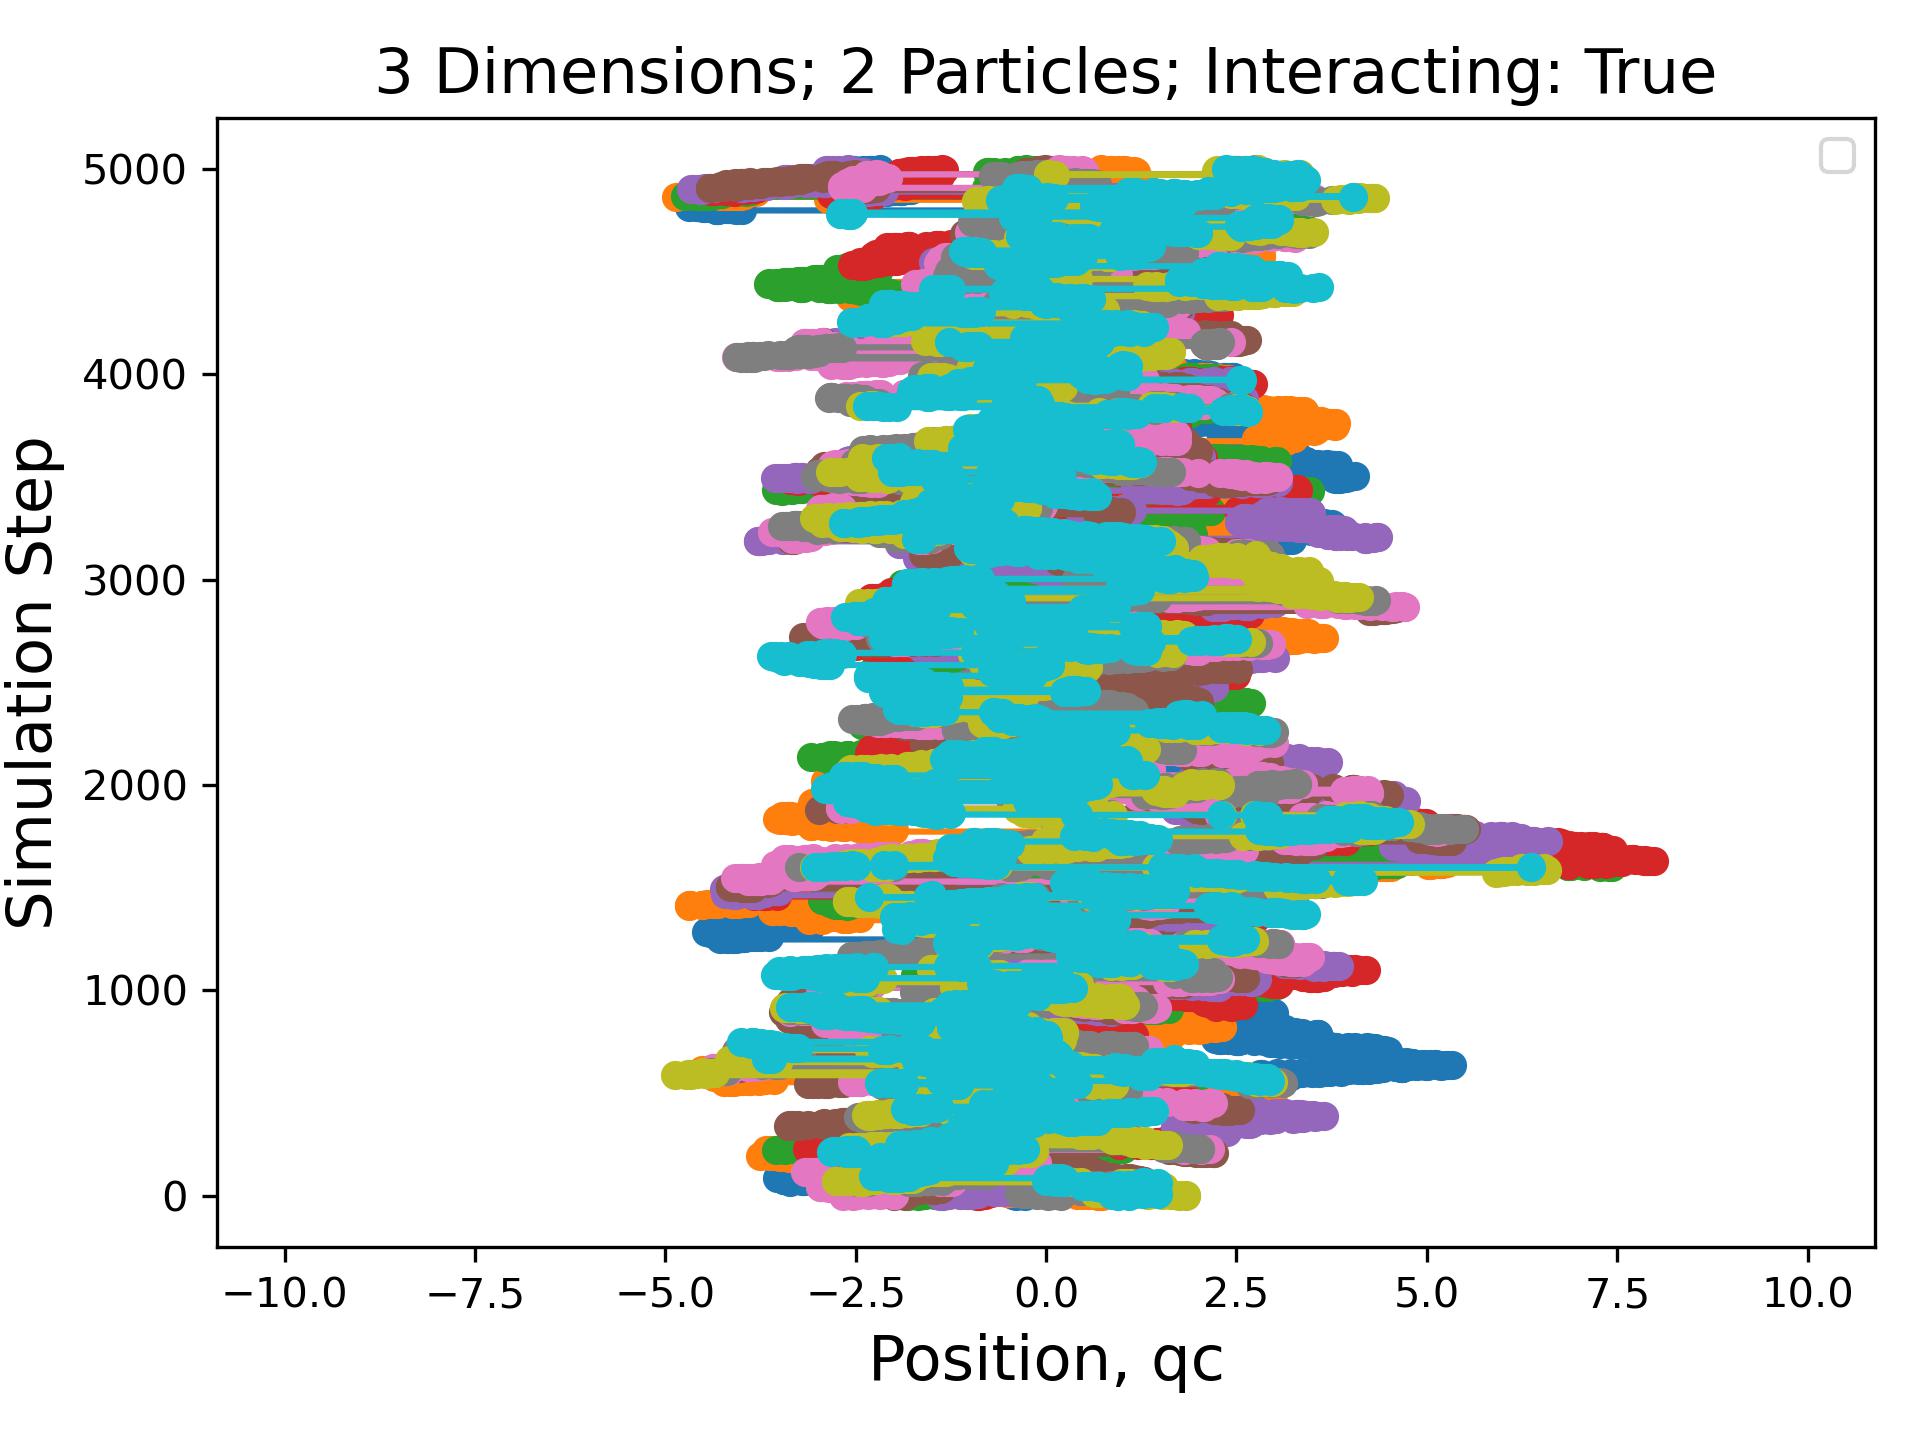 3 Dimensions; 2 Particles; Interacting: True
5000
4000
3000
2000
1000
0
Simulation Step
−10.0 −7.5 −5.0 −2.5 0.0 2.5 5.0 7.5 10.0
Position, qc